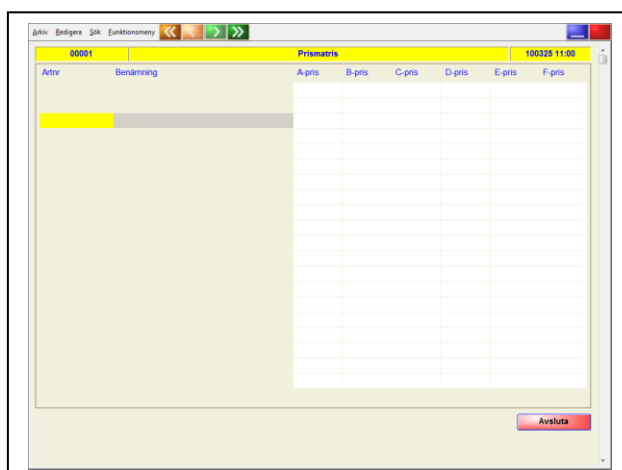 Arkiv Redigera Sök Funktionsmeny
00001 Prismatris 100325 11:00
Artnr Benämning A-pris B-pris C-pris D-pris E-pris F-pris
Avsluta